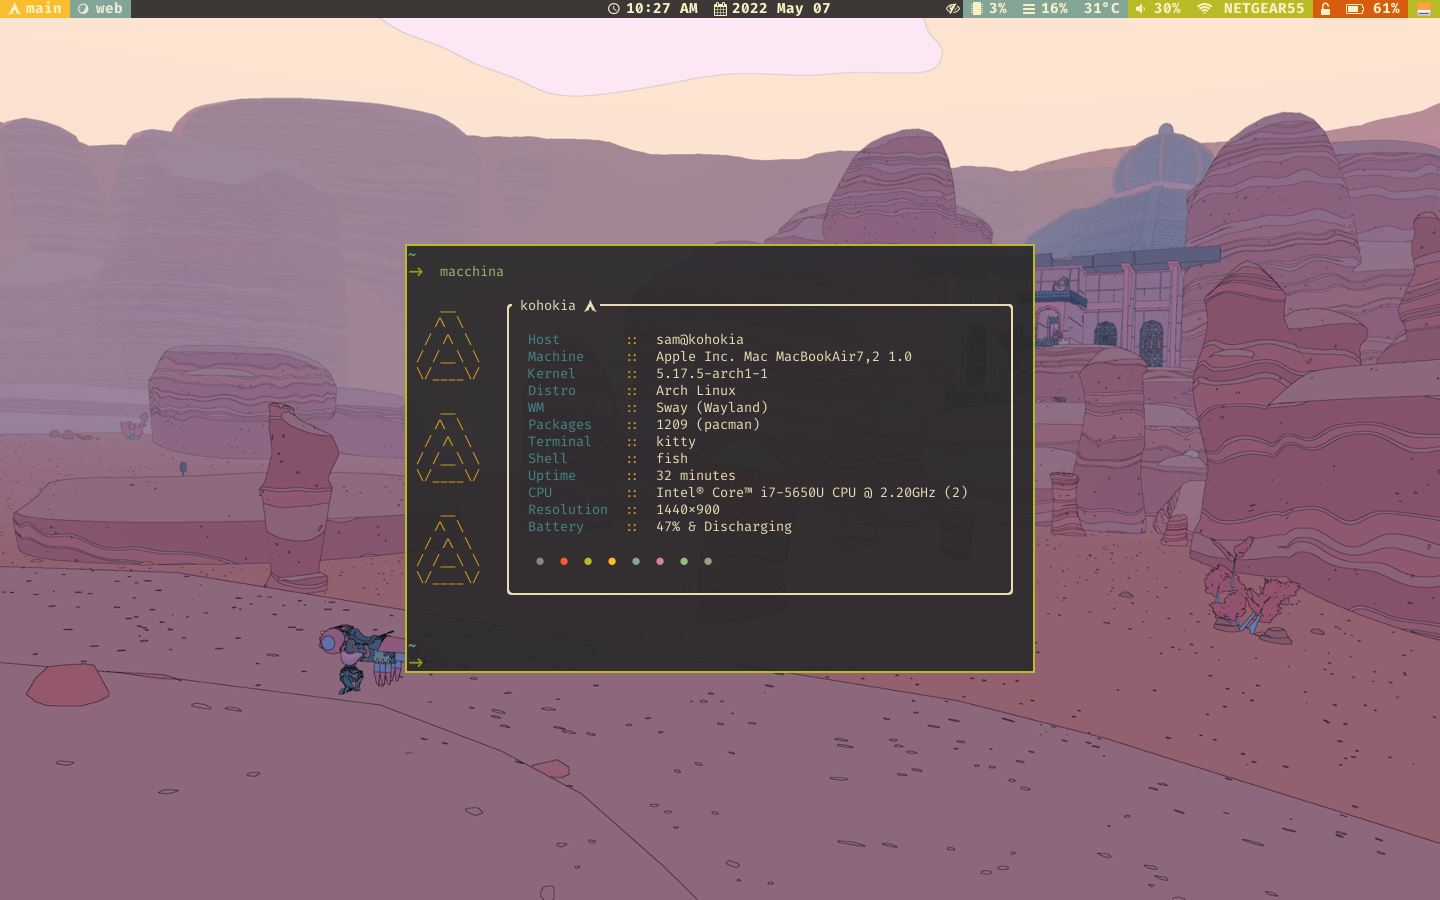 main web 10:27 AM 2022 May 07 3% 16% 31°C 30% NETGEAR55 61%
~
→ macchina
kohokia
Host :: sam@kohokia
Machine :: Apple Inc. Mac MacBookAir7,2 1.0
Kernel :: 5.17.5-arch1-1
Distro :: Arch Linux
WM :: Sway (Wayland)
Packages :: 1209 (pacman)
Terminal :: kitty
Shell :: fish
Uptime :: 32 minutes
CPU :: Intel® Core™ i7-5650U CPU @ 2.20GHz (2)
Resolution :: 1440×900
Battery :: 47% & Discharging
~
→